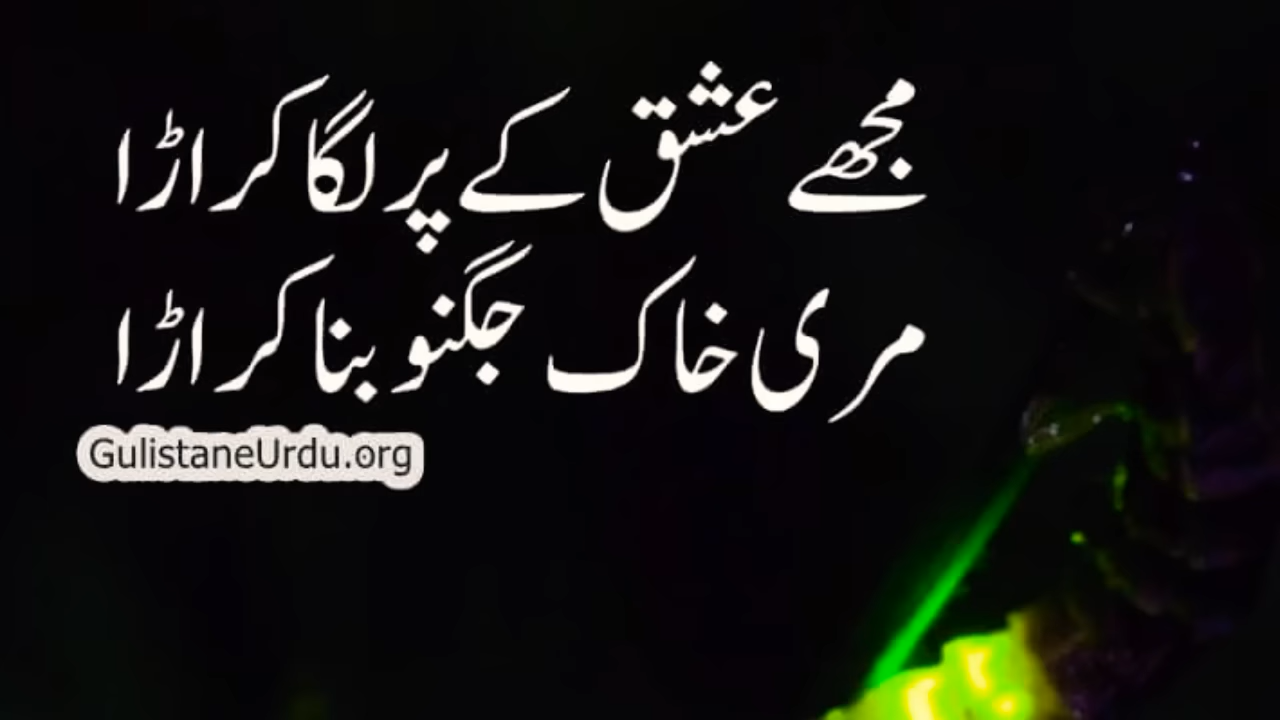 مجھے عشق کے پر لگا کر اڑا
مری خاک جگنو بنا کر اڑا
GulistaneUrdu.org